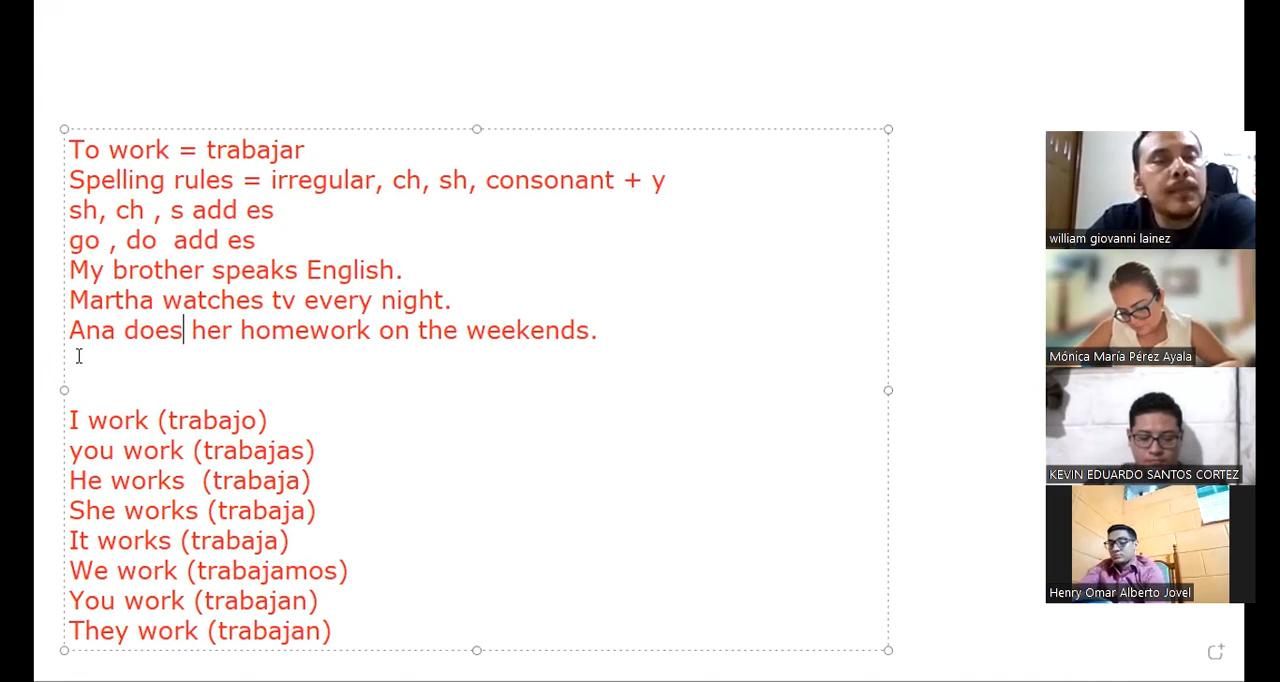 To work = trabajar
Spelling rules = irregular, ch, sh, consonant + y
sh, ch , s add es
go , do  add es
My brother speaks English.
Martha watches tv every night.
Ana does her homework on the weekends.
I work (trabajo)
you work (trabajas)
He works  (trabaja)
She works (trabaja)
It works (trabaja)
We work (trabajamos)
You work (trabajan)
They work (trabajan)
william giovanni lainez
Mónica María Pérez Ayala
KEVIN EDUARDO SANTOS CORTEZ
Henry Omar Alberto Jovel